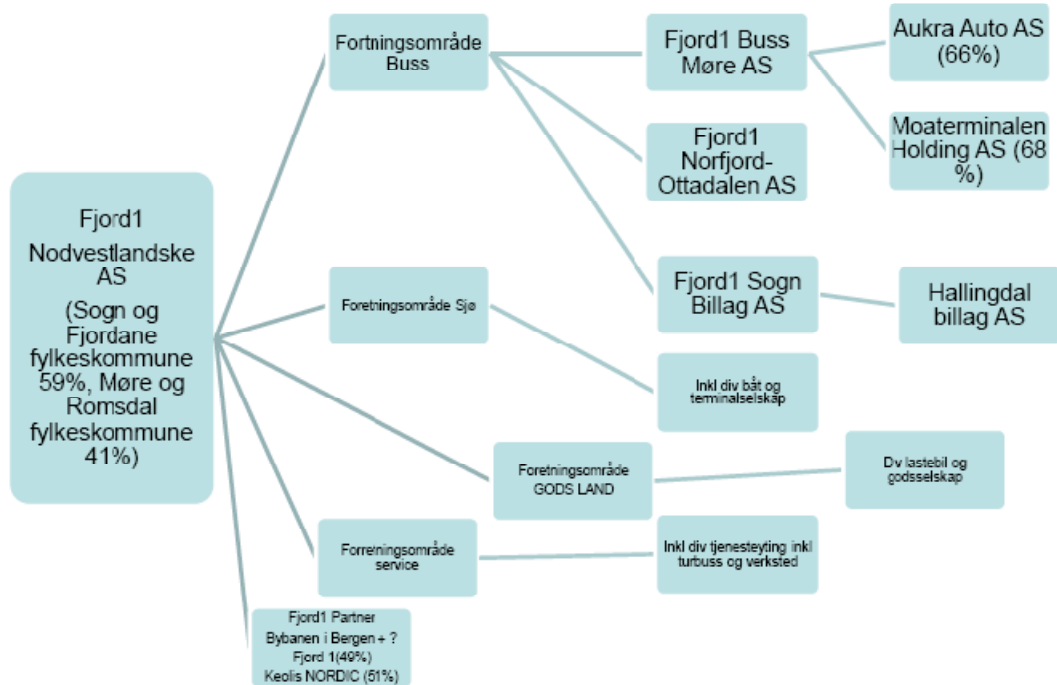 Fjord1
Nodvestlandske
AS
(Sogn og
Fjordane
fylkeskommune
59%, Møre og
Romsdal
fylkeskommune
41%)
Fortningsområde
Buss
Fjord1 Buss
Møre AS
Aukra Auto AS
(66%)
Moaterminalen
Holding AS (68
%)
Fjord1
Norfjord-
Ottadalen AS
Fjord1 Sogn
Billag AS
Hallingdal
billag AS
Foretningsområde Sjø
Inkl div båt og
terminalselskap
Foretningsområde
GODS LAND
Dv lastebil og
godsselskap
Forretningsområde
service
Inkl div tjenesteyting inkl
turbuss og verksted
Fjord1 Partner
Bybanen i Bergen + ?
Fjord 1(49%)
Keolis NORDIC (51%)